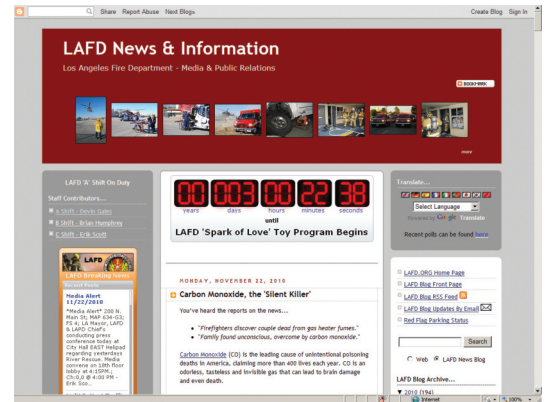 Share Report Abuse Next Blog»
Create Blog Sign In
LAFD News & Information
Los Angeles Fire Department - Media & Public Relations
BOOKMARK
more
LAFD 'A' Shift On Duty
Staff Contributors...
A Shift - Devin Gales
B Shift - Brian Humphrey
C Shift - Erik Scott
LAFD
LAFD Breaking News
Recent Posts
Media Alert
11/22/2010
*Media Alert* 200 N.
Main St; MAP 634-G3;
FS 4; LA Mayor, LAFD
& LAPD Chief's
conducting press
conference today at
City Hall EAST Helipad
regarding yesterdays
River Rescue. Media
convene on 18th floor
lobby at 4:15PM.;
Ch:0,0 @ 4:00 PM -
Erik Sco...
00 003 00 22 38
years days hours minutes seconds
until
LAFD 'Spark of Love' Toy Program Begins
MONDAY, NOVEMBER 22, 2010
Carbon Monoxide, the 'Silent Killer'
You've heard the reports on the news...
• "Firefighters discover couple dead from gas heater fumes."
• "Family found unconscious, overcome by carbon monoxide."
Carbon Monoxide (CO) is the leading cause of unintentional poisoning
deaths in America, claiming more than 400 lives each year. CO is an
odorless, tasteless and invisible gas that can lead to brain damage
and even death.
Translate...
Select Language
Powered by Google Translate
Recent polls can be found here.
LAFD.ORG Home Page
LAFD Blog Front Page
LAFD Blog RSS Feed
LAFD Blog Updates By Email
Red Flag Parking Status
Search
Web LAFD News Blog
LAFD Blog Archive...
▼ 2010 (194)
Internet
100%